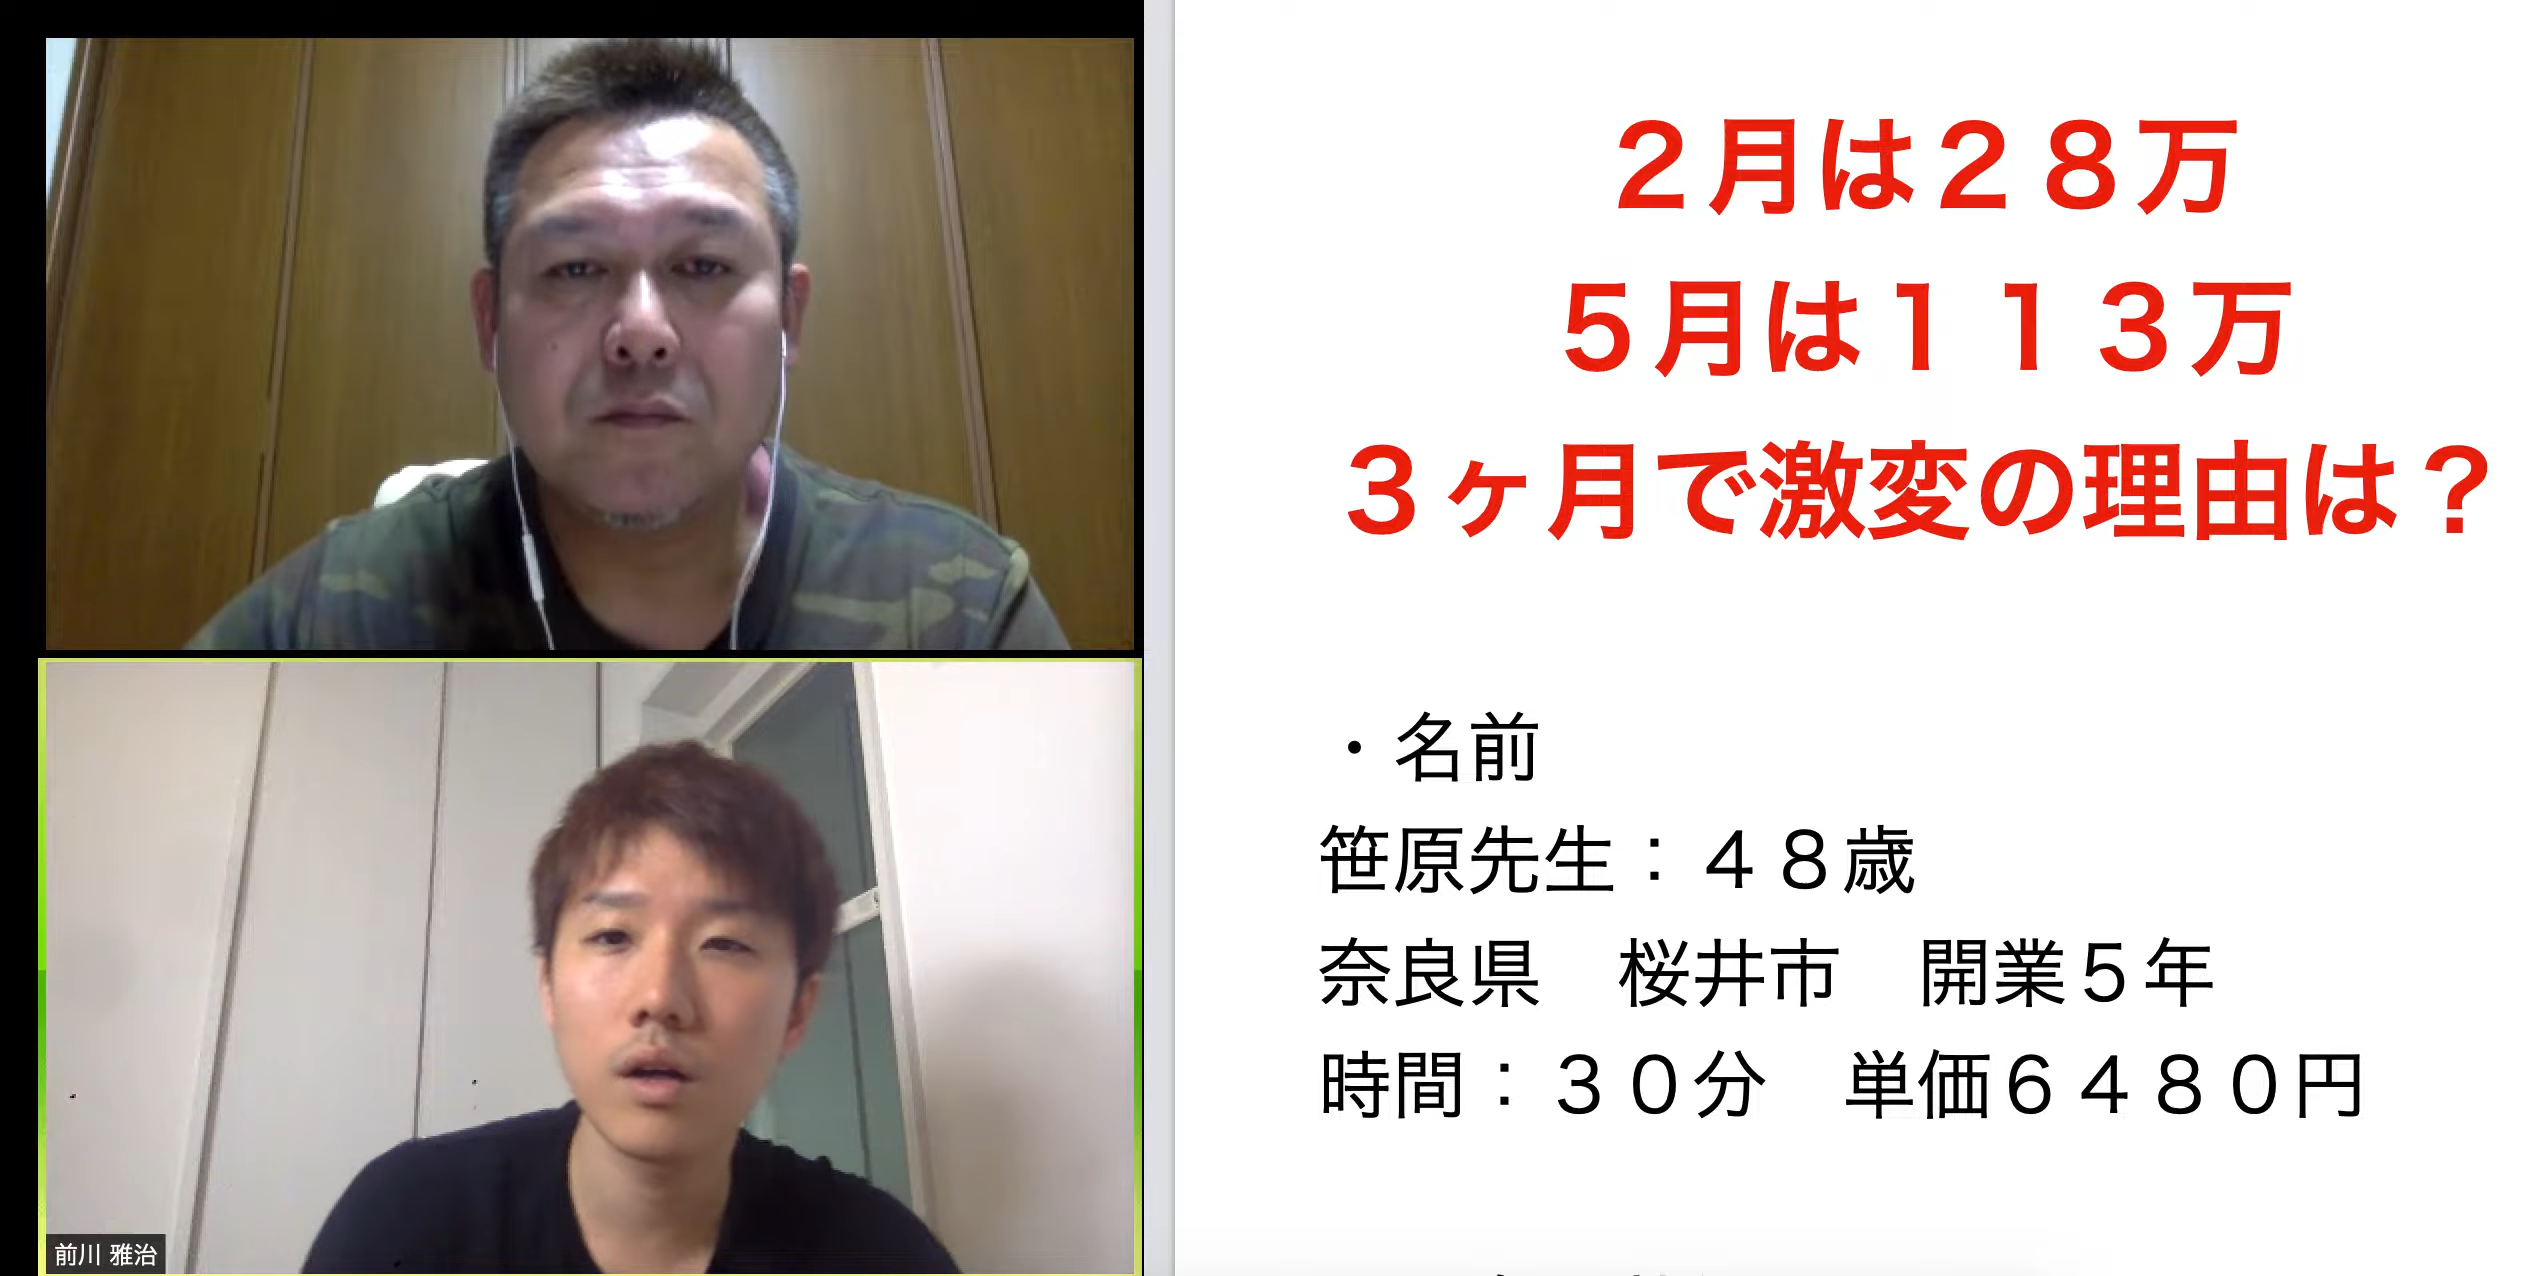 ２月は２８万
５月は１１３万
３ヶ月で激変の理由は？
・名前
笹原先生：４８歳
奈良県　桜井市　開業５年
時間：３０分　単価６４８０円
前川 雅治